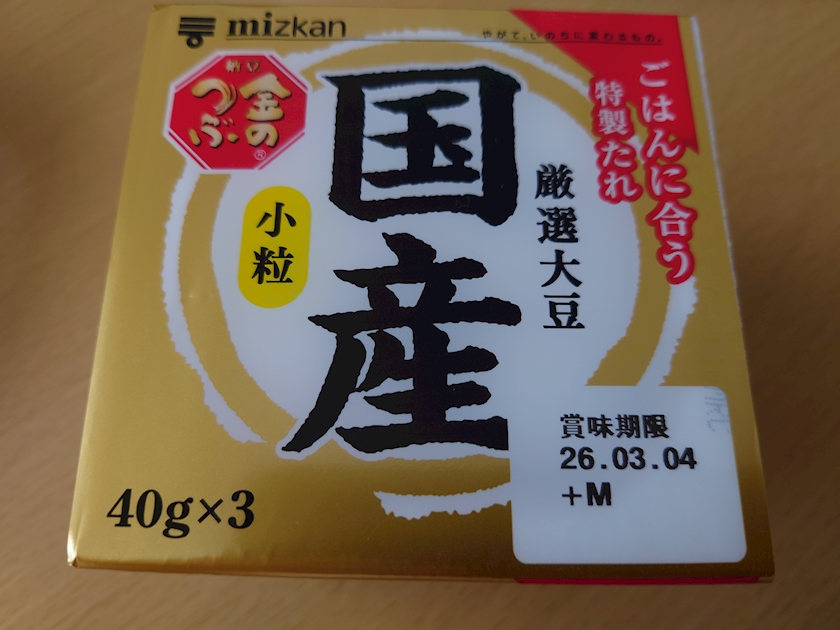 mizkan
やがて、いのちに変わるもの。
納豆
金の
つぶ®
小粒
国産
厳選大豆
ごはんに合う
特製たれ
賞味期限
26.03.04
+M
40g×3